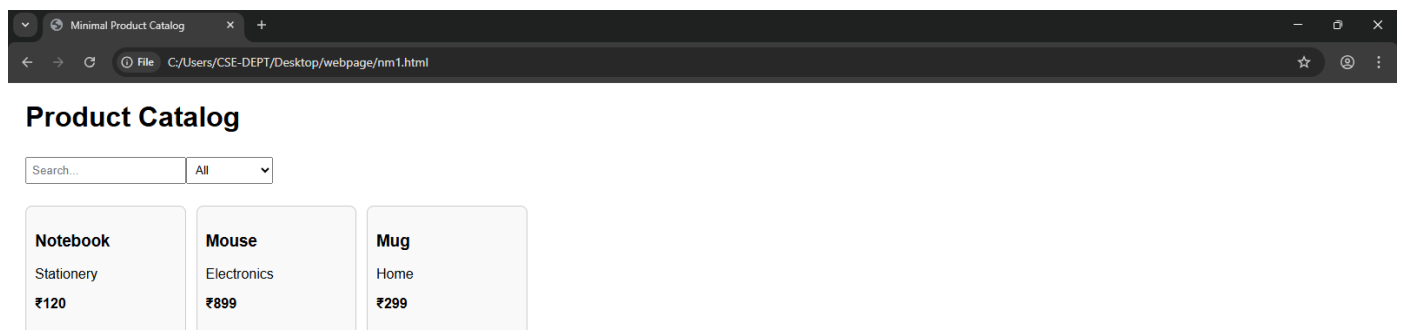 Minimal Product Catalog
File C:/Users/CSE-DEPT/Desktop/webpage/nm1.html
Product Catalog
Search... All
Notebook Mouse Mug
Stationery Electronics Home
₹120 ₹899 ₹299